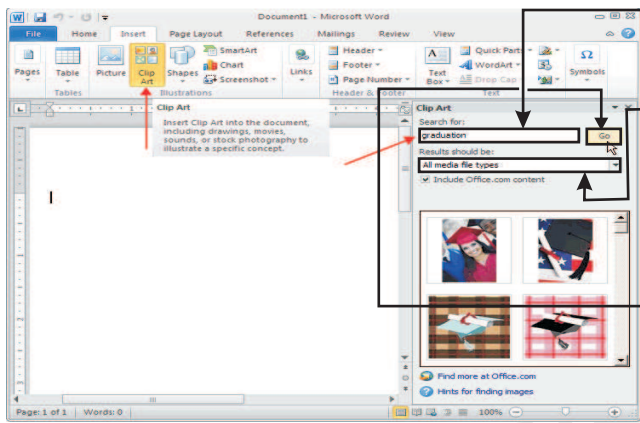 Document1 - Microsoft Word
File Home Insert Page Layout References Mailings Review View
Pages
Table
Tables
Picture
Clip Art
Shapes
SmartArt
Chart
Screenshot
Illustrations
Links
Header
Footer
Page Number
Header & Footer
Text Box
Quick Parts
WordArt
Drop Cap
Text
Symbols
Clip Art
Insert Clip Art into the document, including drawings, movies, sounds, or stock photography to illustrate a specific concept.
Clip Art
Search for:
graduation
Go
Results should be:
All media file types
Include Office.com content
Find more at Office.com
Hints for finding images
Page: 1 of 1 Words: 0
100%